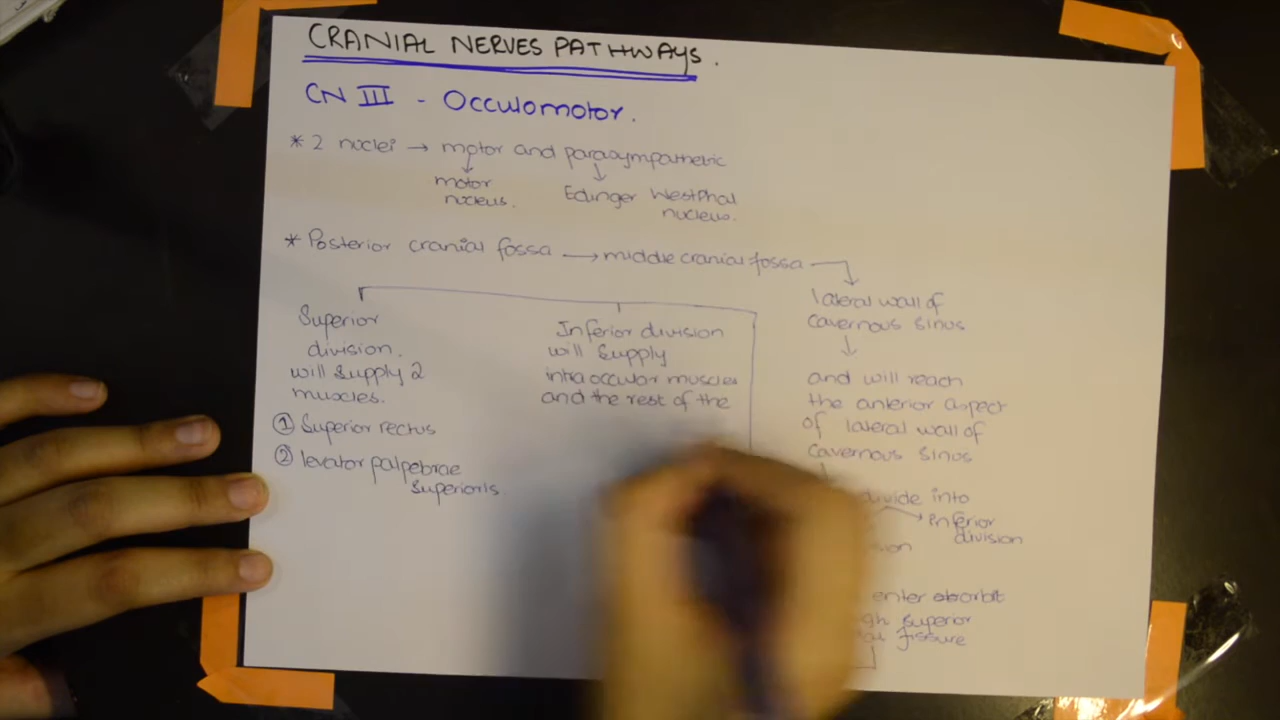 CRANIAL NERVES PATHWAYS.
CN III - Occulomotor.
* 2 nuclei → motor and parasympathetic
motor
nucleus.
Edinger Westphal
nucleus.
* Posterior cranial fossa → middle cranial fossa
lateral wall of
cavernous sinus
and will reach
the anterior aspect
of lateral wall of
cavernous sinus
divide into
inferior
division
enter orbit
superior
fissure
Superior
division.
will supply 2
muscles.
① Superior rectus
② levator palpebrae
superioris.
Inferior division
will supply
intraoccular muscles
and the rest of the